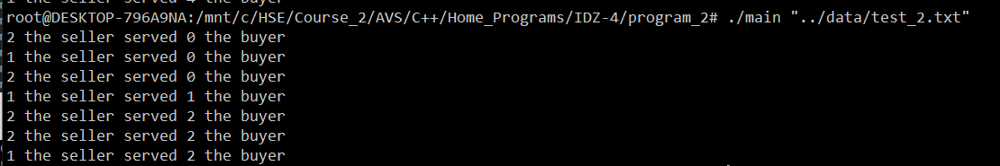 root@DESKTOP-796A9NA:/mnt/c/HSE/Course_2/AVS/C++/Home_Programs/IDZ-4/program_2# ./main "../data/test_2.txt"
2 the seller served 0 the buyer
1 the seller served 0 the buyer
2 the seller served 0 the buyer
1 the seller served 1 the buyer
2 the seller served 2 the buyer
2 the seller served 2 the buyer
1 the seller served 2 the buyer